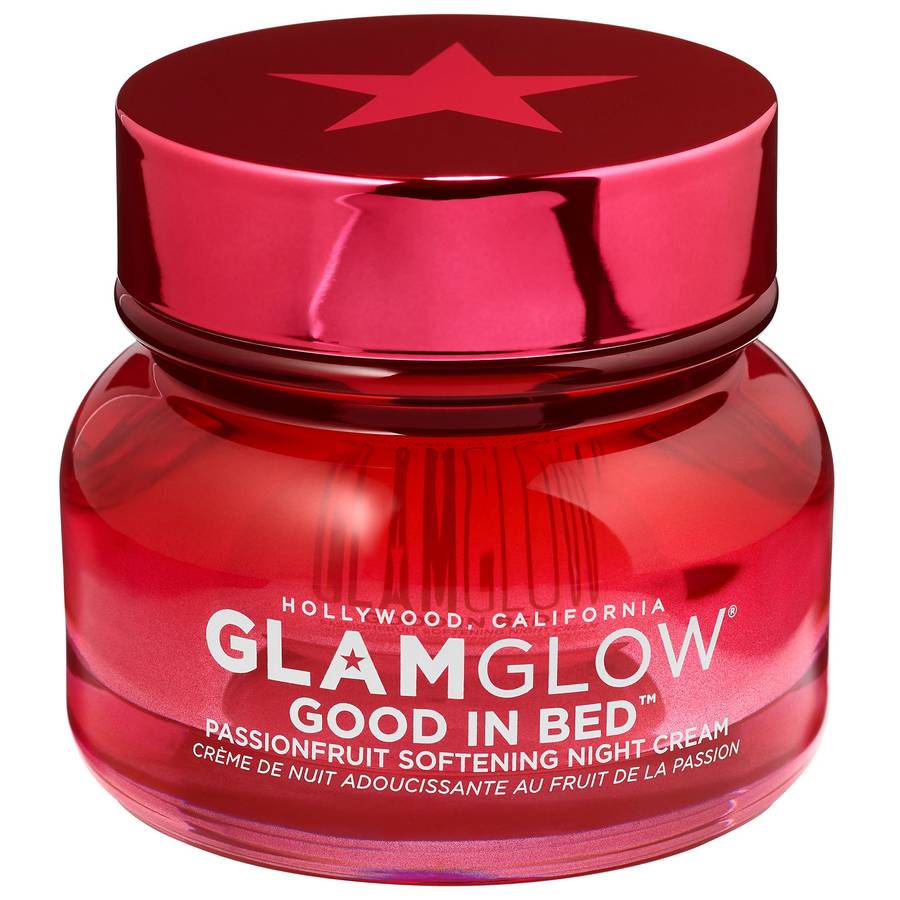 HOLLYWOOD, CALIFORNIA
GLAMGLOW®
GOOD IN BED™
PASSIONFRUIT SOFTENING NIGHT CREAM
CRÈME DE NUIT ADOUCISSANTE AU FRUIT DE LA PASSION